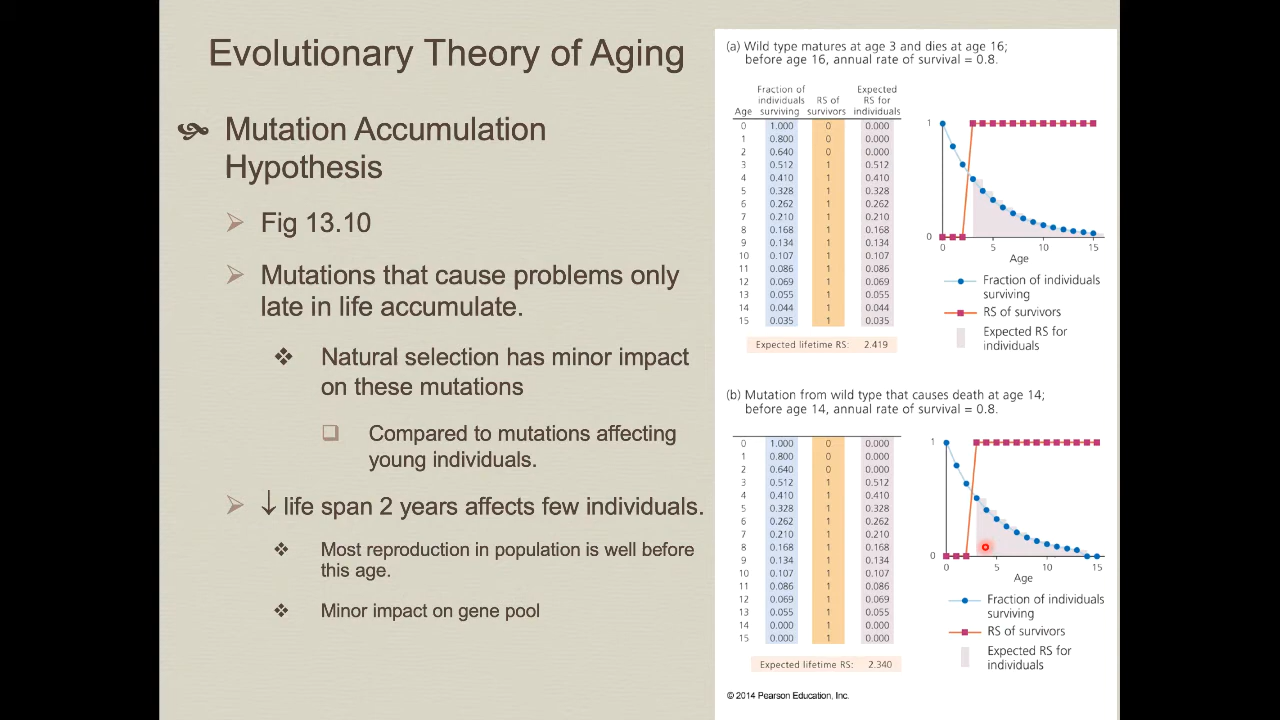 Evolutionary Theory of Aging
Mutation Accumulation
Hypothesis
Fig 13.10
Mutations that cause problems only
late in life accumulate.
Natural selection has minor impact
on these mutations
Compared to mutations affecting
young individuals.
↓ life span 2 years affects few individuals.
Most reproduction in population is well before
this age.
Minor impact on gene pool
(a) Wild type matures at age 3 and dies at age 16;
before age 16, annual rate of survival = 0.8.
Fraction of Expected
individuals RS of RS for
Age surviving survivors individuals
0 1.000 0 0.000
1 0.800 0 0.000
2 0.640 0 0.000
3 0.512 1 0.512
4 0.410 1 0.410
5 0.328 1 0.328
6 0.262 1 0.262
7 0.210 1 0.210
8 0.168 1 0.168
9 0.134 1 0.134
10 0.107 1 0.107
11 0.086 1 0.086
12 0.069 1 0.069
13 0.055 1 0.055
14 0.044 1 0.044
15 0.035 1 0.035
Expected lifetime RS: 2.419
1
0
0 5 10 15
Age
Fraction of individuals
surviving
RS of survivors
Expected RS for
individuals
(b) Mutation from wild type that causes death at age 14;
before age 14, annual rate of survival = 0.8.
0 1.000 0 0.000
1 0.800 0 0.000
2 0.640 0 0.000
3 0.512 1 0.512
4 0.410 1 0.410
5 0.328 1 0.328
6 0.262 1 0.262
7 0.210 1 0.210
8 0.168 1 0.168
9 0.134 1 0.134
10 0.107 1 0.107
11 0.086 1 0.086
12 0.069 1 0.069
13 0.055 1 0.055
14 0.000 1 0.000
15 0.000 1 0.000
Expected lifetime RS: 2.340
1
0
0 5 10 15
Age
Fraction of individuals
surviving
RS of survivors
Expected RS for
individuals
© 2014 Pearson Education, Inc.